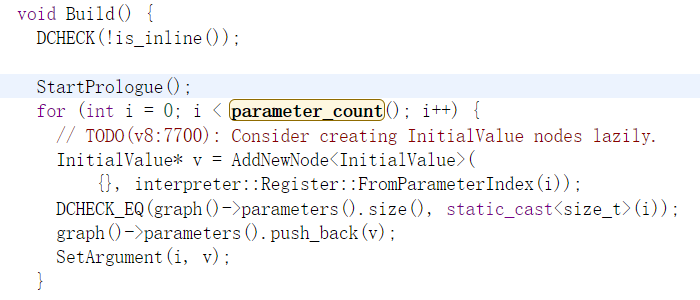 void Build() {
DCHECK(!is_inline());
StartPrologue();
for (int i = 0; i < parameter_count(); i++) {
// TODO(v8:7700): Consider creating InitialValue nodes lazily.
InitialValue* v = AddNewNode<InitialValue>(
{}, interpreter::Register::FromParameterIndex(i));
DCHECK_EQ(graph()->parameters().size(), static_cast<size_t>(i));
graph()->parameters().push_back(v);
SetArgument(i, v);
}